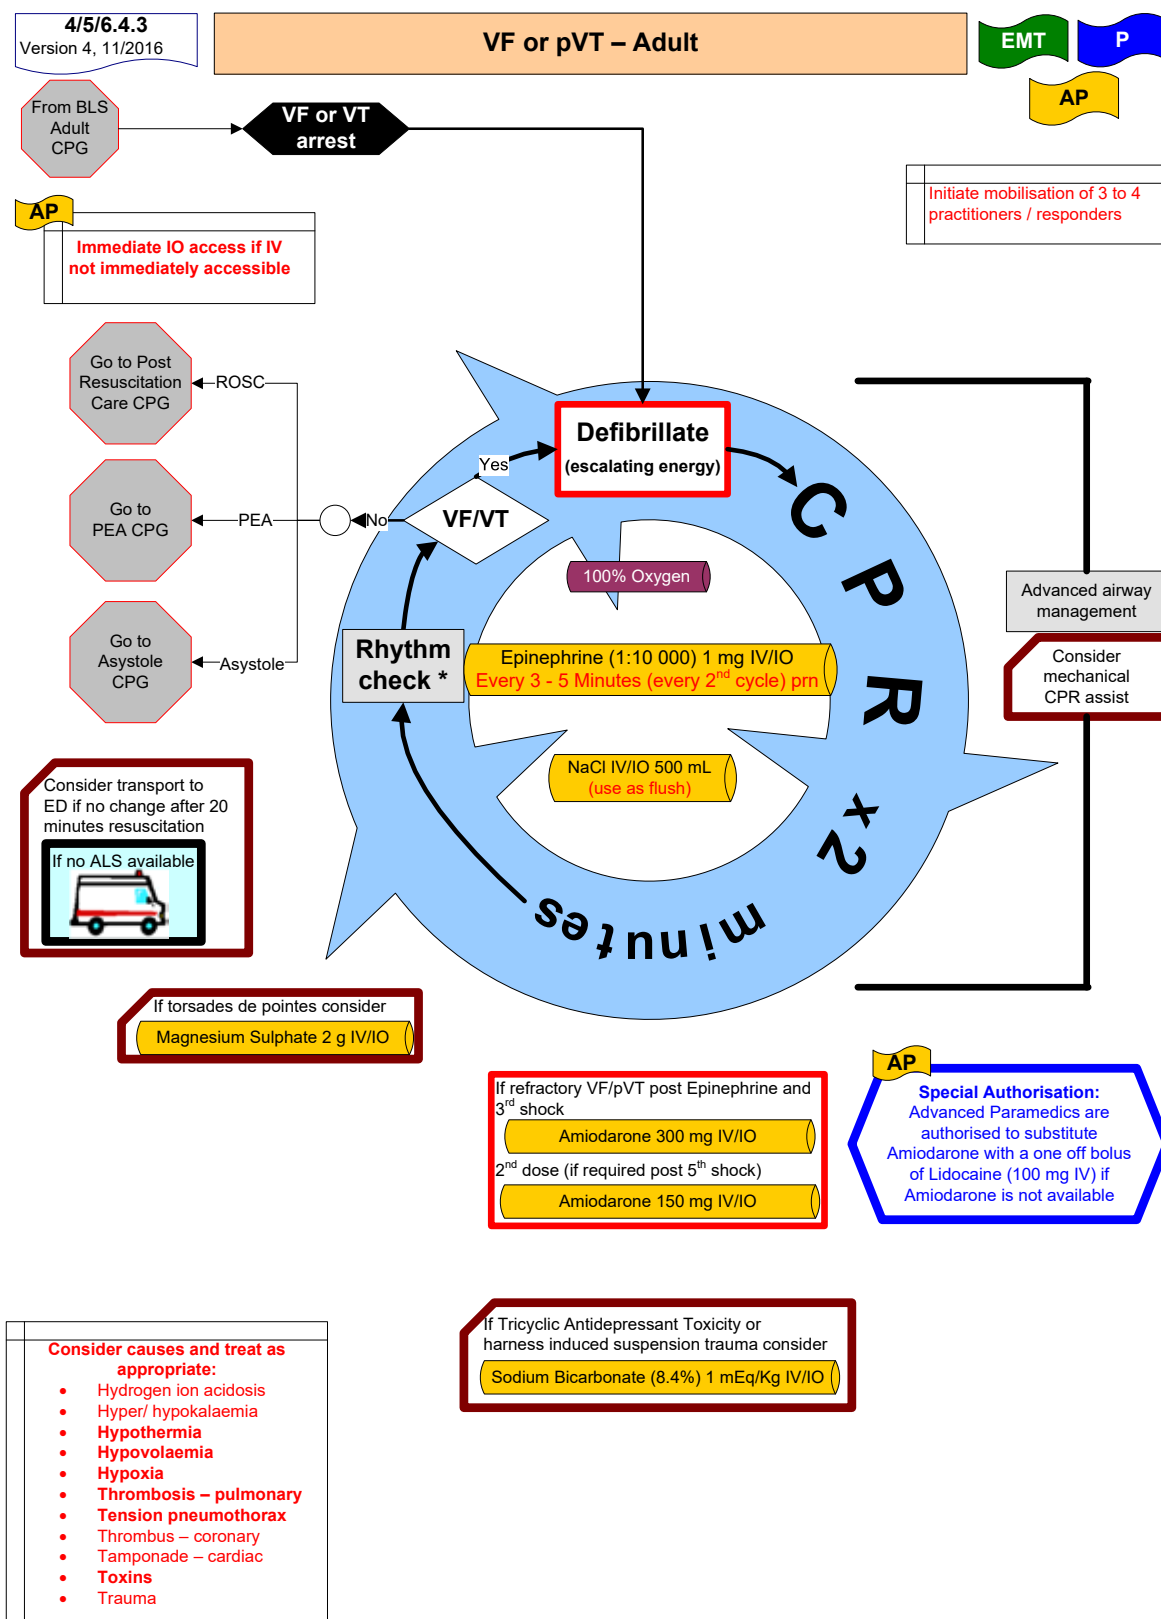 4/5/6.4.3
Version 4, 11/2016
VF or pVT – Adult
EMT
P
AP
From BLS
Adult
CPG
VF or VT
arrest
Initiate mobilisation of 3 to 4
practitioners / responders
AP
Immediate IO access if IV
not immediately accessible
Go to Post
Resuscitation
Care CPG
ROSC
Defibrillate
(escalating energy)
Yes
VF/VT
No
PEA
Go to
PEA CPG
CPR x2 minutes
100% Oxygen
Advanced airway
management
Go to
Asystole
CPG
Asystole
Rhythm
check *
Epinephrine (1:10 000) 1 mg IV/IO
Every 3 - 5 Minutes (every 2nd cycle) prn
Consider
mechanical
CPR assist
NaCl IV/IO 500 mL
(use as flush)
Consider transport to
ED if no change after 20
minutes resuscitation
If no ALS available
If torsades de pointes consider
Magnesium Sulphate 2 g IV/IO
If refractory VF/pVT post Epinephrine and
3rd shock
Amiodarone 300 mg IV/IO
2nd dose (if required post 5th shock)
Amiodarone 150 mg IV/IO
AP
Special Authorisation:
Advanced Paramedics are
authorised to substitute
Amiodarone with a one off bolus
of Lidocaine (100 mg IV) if
Amiodarone is not available
If Tricyclic Antidepressant Toxicity or
harness induced suspension trauma consider
Sodium Bicarbonate (8.4%) 1 mEq/Kg IV/IO
Consider causes and treat as
appropriate:
• Hydrogen ion acidosis
• Hyper/ hypokalaemia
• Hypothermia
• Hypovolaemia
• Hypoxia
• Thrombosis – pulmonary
• Tension pneumothorax
• Thrombus – coronary
• Tamponade – cardiac
• Toxins
• Trauma